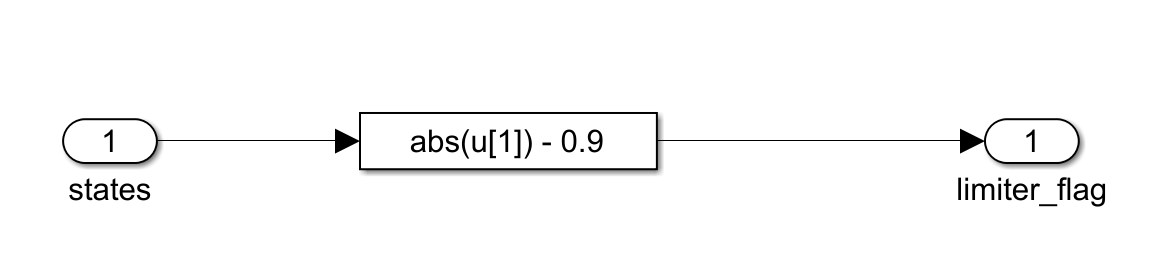 1
states
abs(u[1]) - 0.9
1
limiter_flag